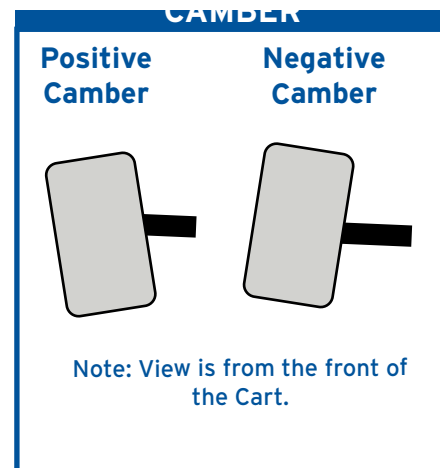 CAMBER
Positive
Camber
Negative
Camber
Note: View is from the front of
the Cart.